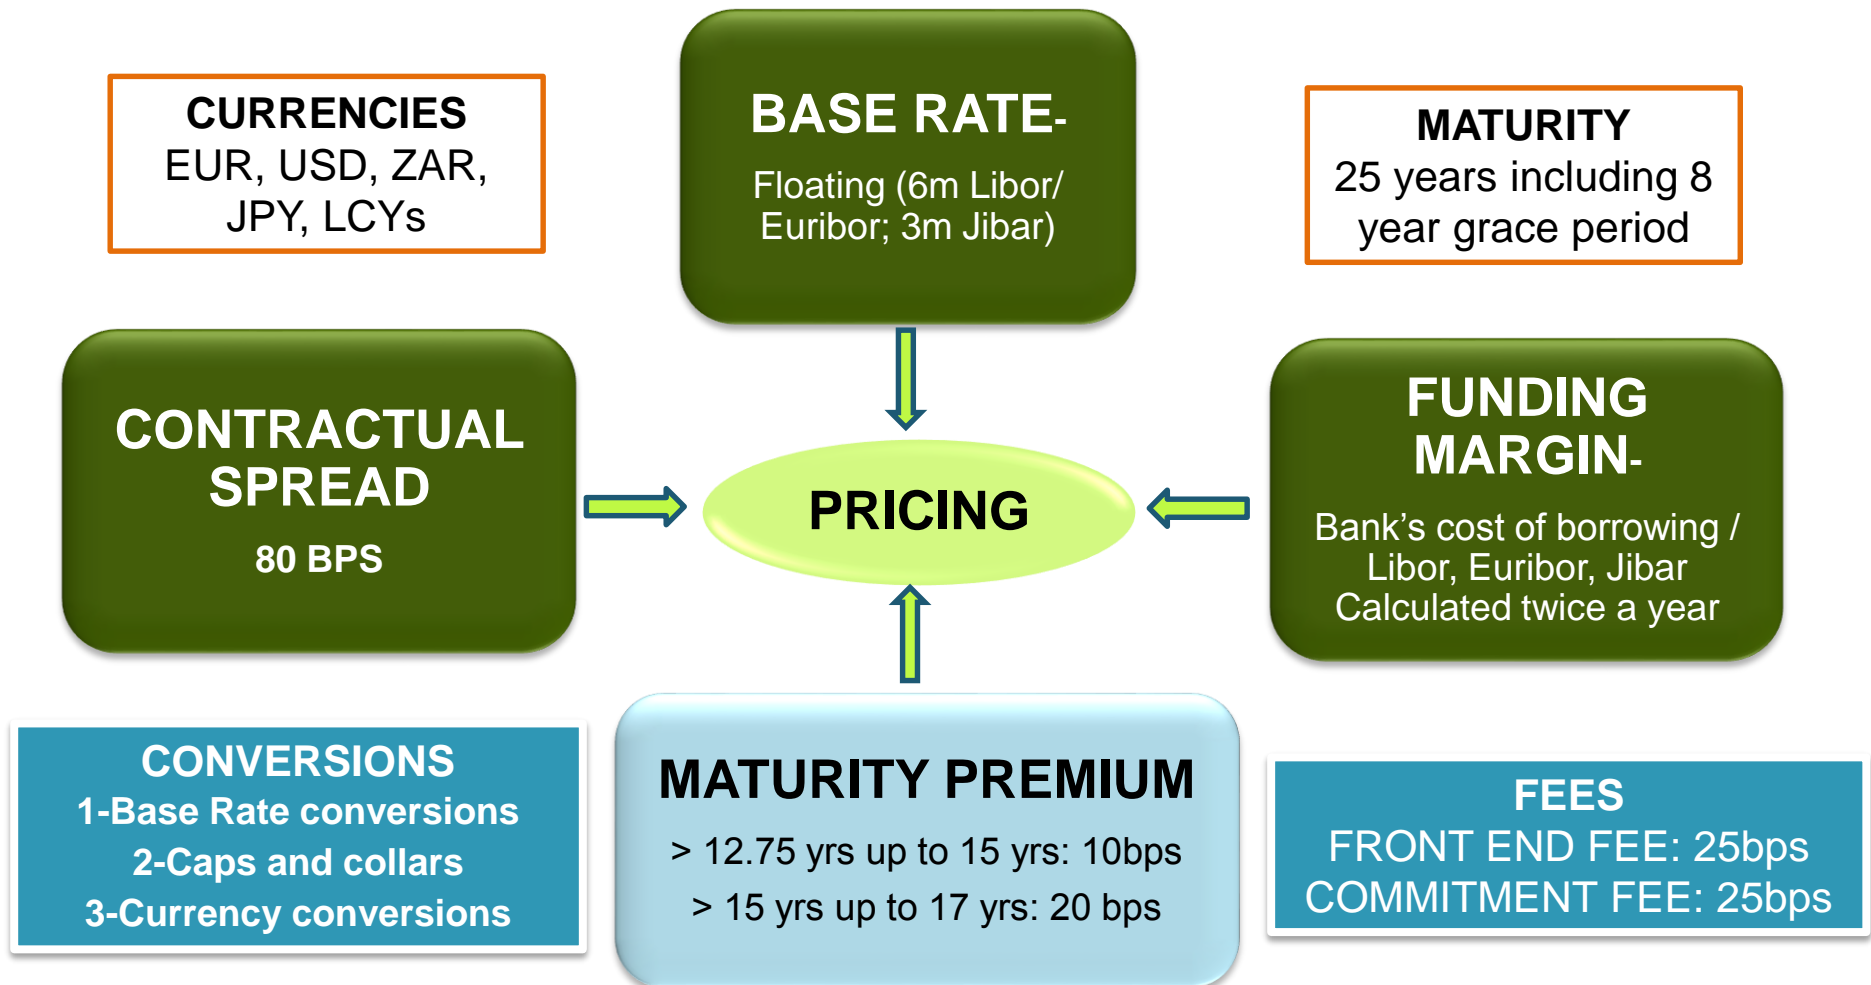 CURRENCIES
EUR, USD, ZAR,
JPY, LCYs
BASE RATE-
Floating (6m Libor/
Euribor; 3m Jibar)
MATURITY
25 years including 8
year grace period
CONTRACTUAL
SPREAD
80 BPS
PRICING
FUNDING
MARGIN-
Bank's cost of borrowing /
Libor, Euribor, Jibar
Calculated twice a year
CONVERSIONS
1-Base Rate conversions
2-Caps and collars
3-Currency conversions
MATURITY PREMIUM
> 12.75 yrs up to 15 yrs: 10bps
> 15 yrs up to 17 yrs: 20 bps
FEES
FRONT END FEE: 25bps
COMMITMENT FEE: 25bps